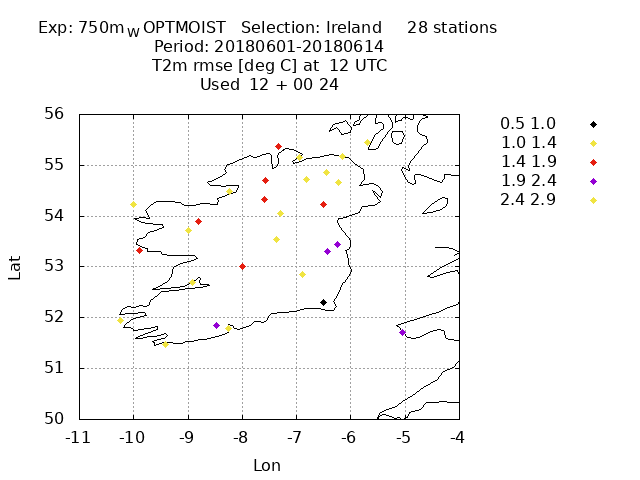 Exp: 750m_W OPTMOIST Selection: Ireland 28 stations
Period: 20180601-20180614
T2m rmse [deg C] at 12 UTC
Used 12 + 00 24
56
55
54
53
52
51
50
-11 -10 -9 -8 -7 -6 -5 -4
Lat
Lon
0.5 1.0
1.0 1.4
1.4 1.9
1.9 2.4
2.4 2.9